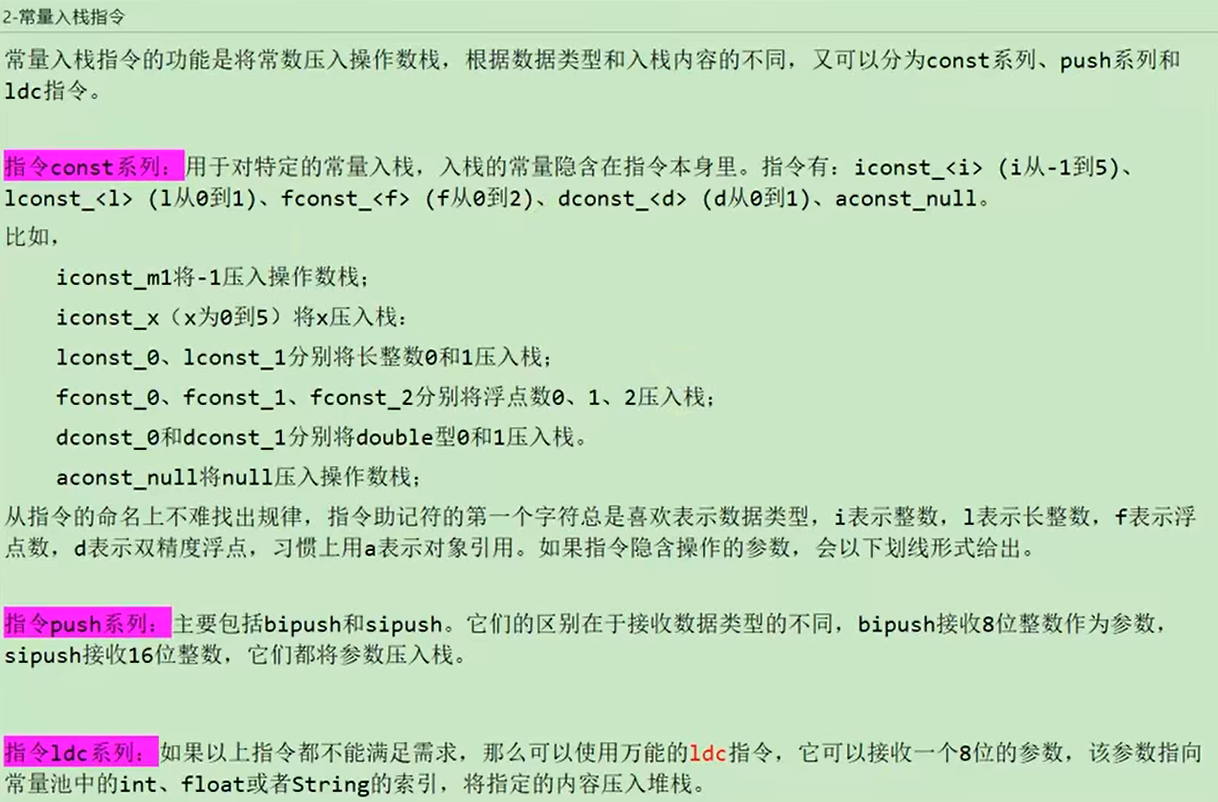 2-常量入栈指令
常量入栈指令的功能是将常数压入操作数栈，根据数据类型和入栈内容的不同，又可以分为const系列、push系列和
ldc指令。
指令const系列：用于对特定的常量入栈，入栈的常量隐含在指令本身里。指令有：iconst_<i> (i从-1到5)、
lconst_<l> (l从0到1)、fconst_<f> (f从0到2)、dconst_<d> (d从0到1)、aconst_null。
比如，
iconst_m1将-1压入操作数栈；
iconst_x（x为0到5）将x压入栈：
lconst_0、lconst_1分别将长整数0和1压入栈；
fconst_0、fconst_1、fconst_2分别将浮点数0、1、2压入栈；
dconst_0和dconst_1分别将double型0和1压入栈。
aconst_null将null压入操作数栈；
从指令的命名上不难找出规律，指令助记符的第一个字符总是喜欢表示数据类型，i表示整数，l表示长整数，f表示浮
点数，d表示双精度浮点，习惯上用a表示对象引用。如果指令隐含操作的参数，会以下划线形式给出。
指令push系列：主要包括bipush和sipush。它们的区别在于接收数据类型的不同，bipush接收8位整数作为参数，
sipush接收16位整数，它们都将参数压入栈。
指令ldc系列：如果以上指令都不能满足需求，那么可以使用万能的ldc指令，它可以接收一个8位的参数，该参数指向
常量池中的int、float或者String的索引，将指定的内容压入堆栈。